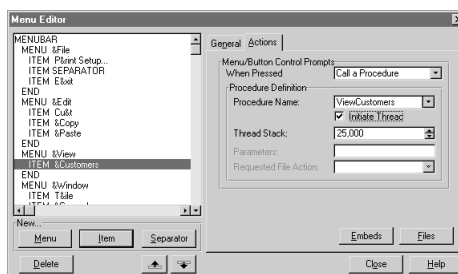 Menu Editor
MENUBAR
MENU &File
ITEM P&rint Setup...
ITEM SEPARATOR
ITEM E&xit
END
MENU &Edit
ITEM Cu&t
ITEM &Copy
ITEM &Paste
END
MENU &View
ITEM &Customers
END
MENU &Window
ITEM T&ile
New...
Menu
Item
Separator
Delete
General
Actions
Menu/Button Control Prompts
When Pressed
Call a Procedure
Procedure Definition
Procedure Name:
ViewCustomers
Initiate Thread
Thread Stack:
25,000
Parameters:
Requested File Action:
Embeds
Files
Close
Help